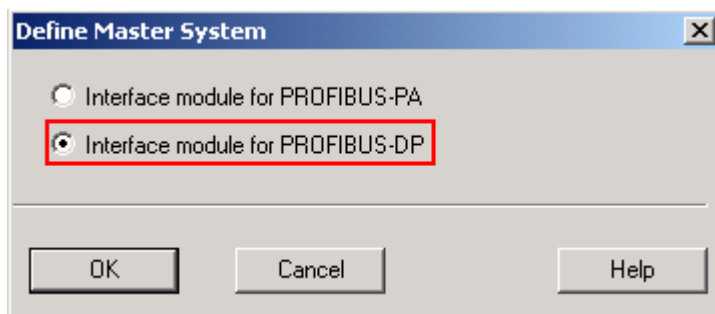 Define Master System
Interface module for PROFIBUS-PA
Interface module for PROFIBUS-DP
OK Cancel Help